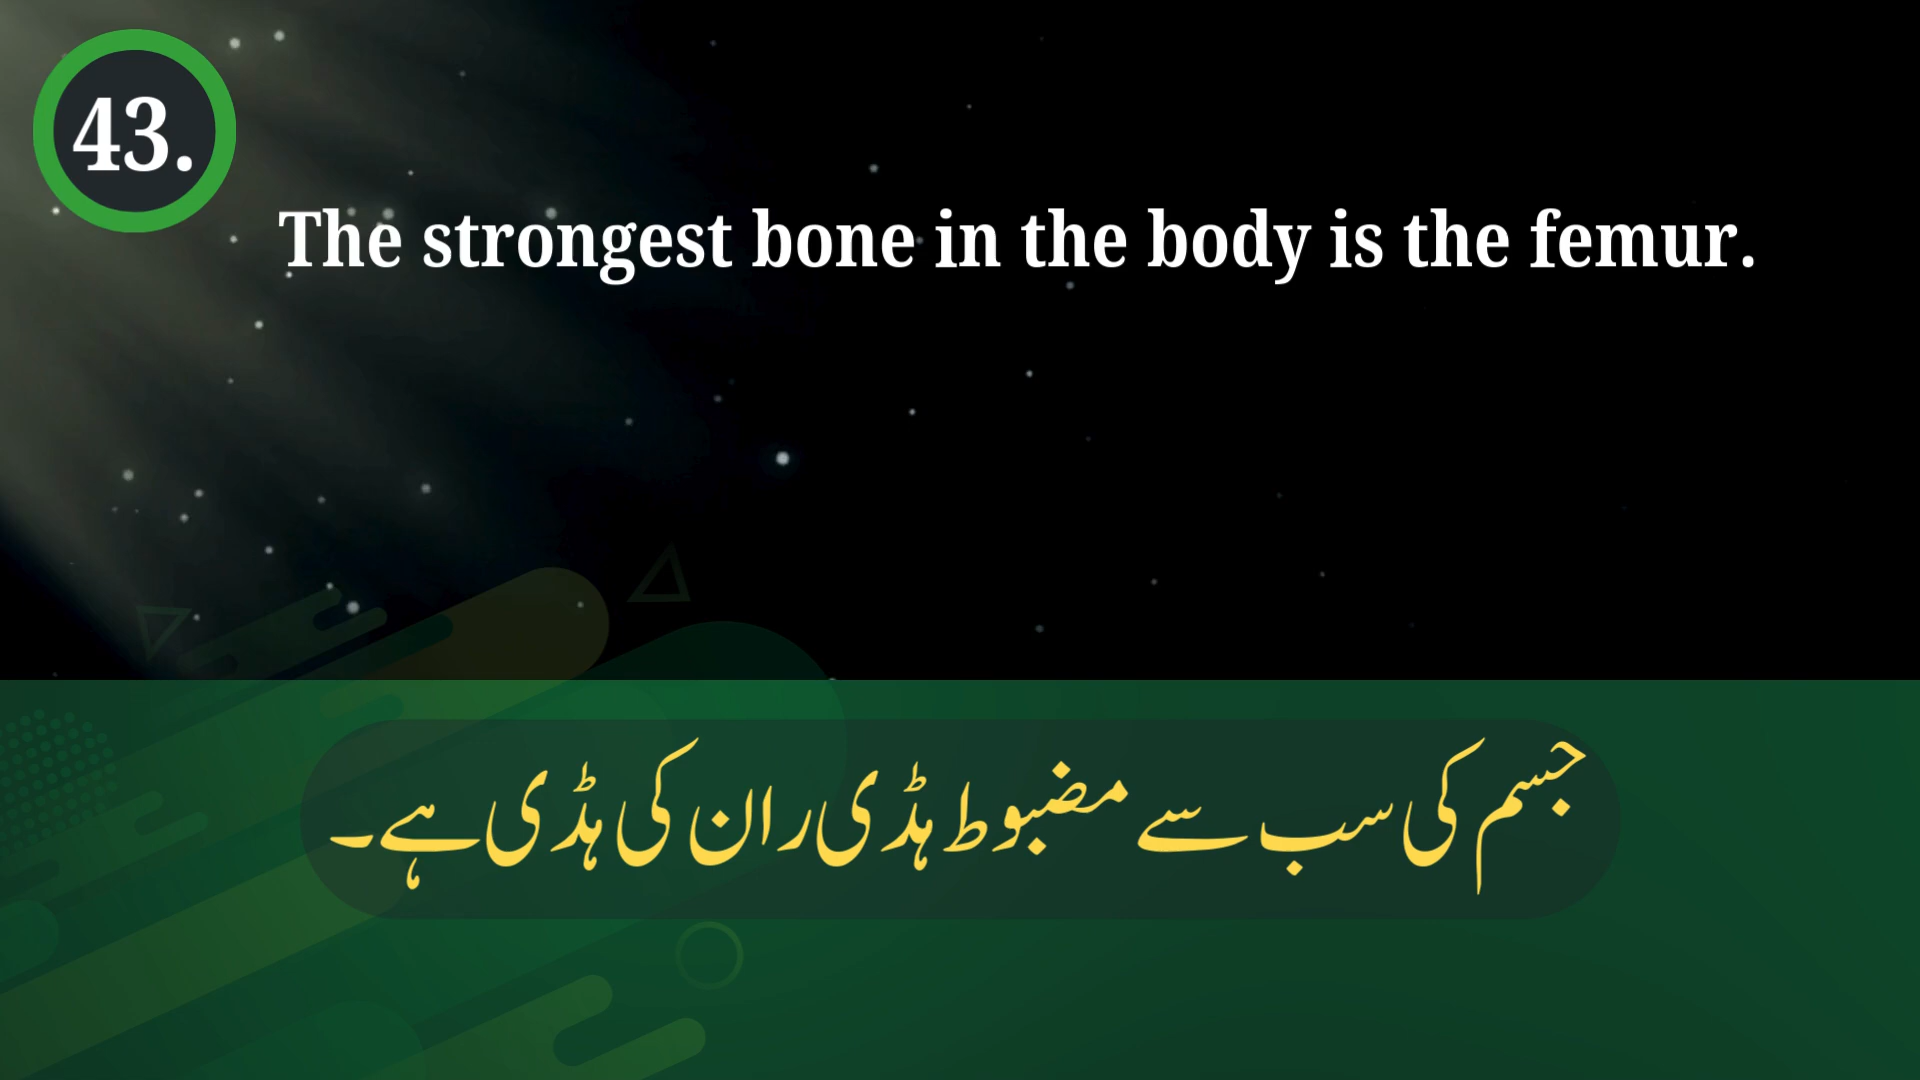 43.
The strongest bone in the body is the femur.
جسم کی سب سے مضبوط ہڈی ران کی ہڈی ہے۔